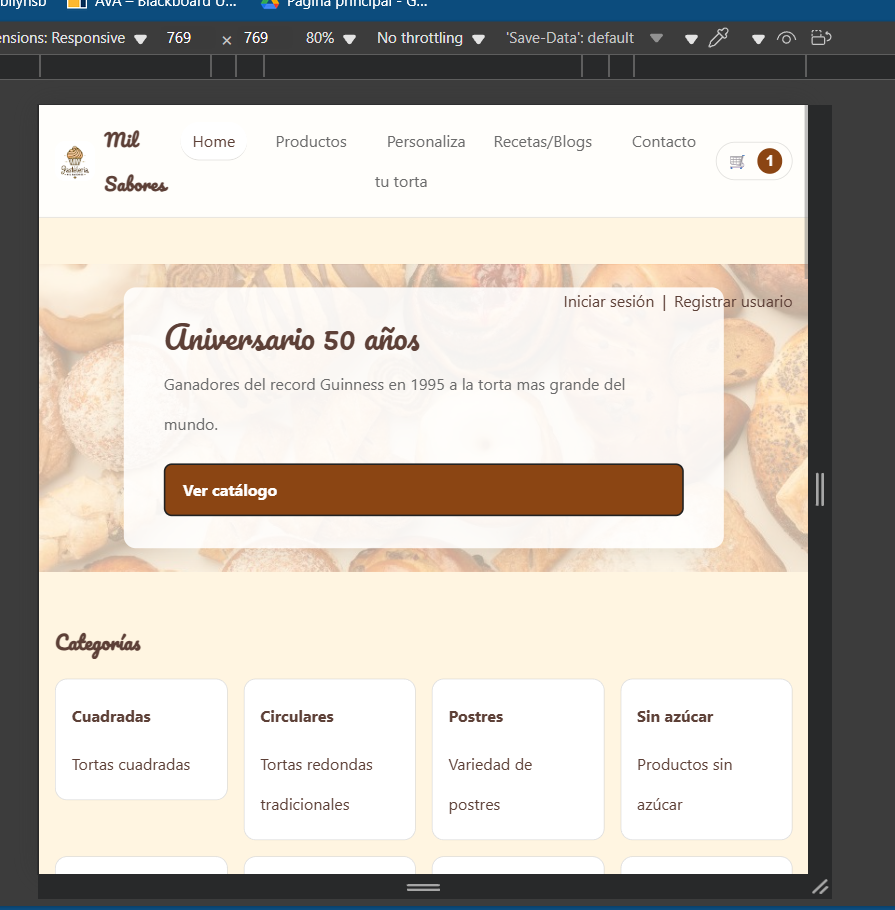 AVA – Blackboard U...
Página principal - G...
ensions: Responsive 769 × 769 80% No throttling 'Save-Data': default
Mil
Sabores
Pastelería
Home Productos Personaliza
tu torta
Recetas/Blogs Contacto
1
Iniciar sesión | Registrar usuario
Aniversario 50 años
Ganadores del record Guinness en 1995 a la torta mas grande del
mundo.
Ver catálogo
Categorías
Cuadradas
Tortas cuadradas
Circulares
Tortas redondas
tradicionales
Postres
Variedad de
postres
Sin azúcar
Productos sin
azúcar